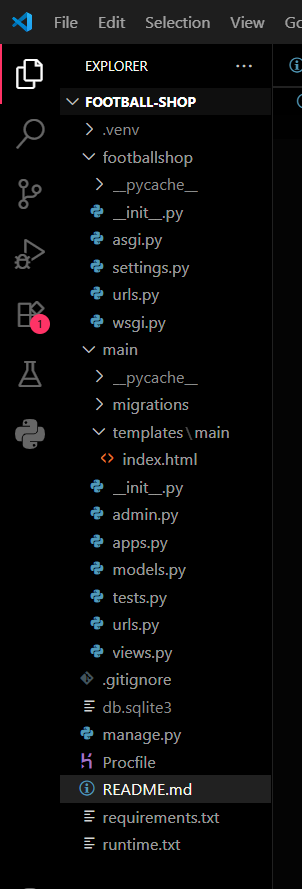 File Edit Selection View Go
EXPLORER ...
FOOTBALL-SHOP
.venv
footballshop
__pycache__
__init__.py
asgi.py
settings.py
urls.py
wsgi.py
1
main
__pycache__
migrations
templates\main
index.html
__init__.py
admin.py
apps.py
models.py
tests.py
urls.py
views.py
.gitignore
db.sqlite3
manage.py
Procfile
README.md
requirements.txt
runtime.txt